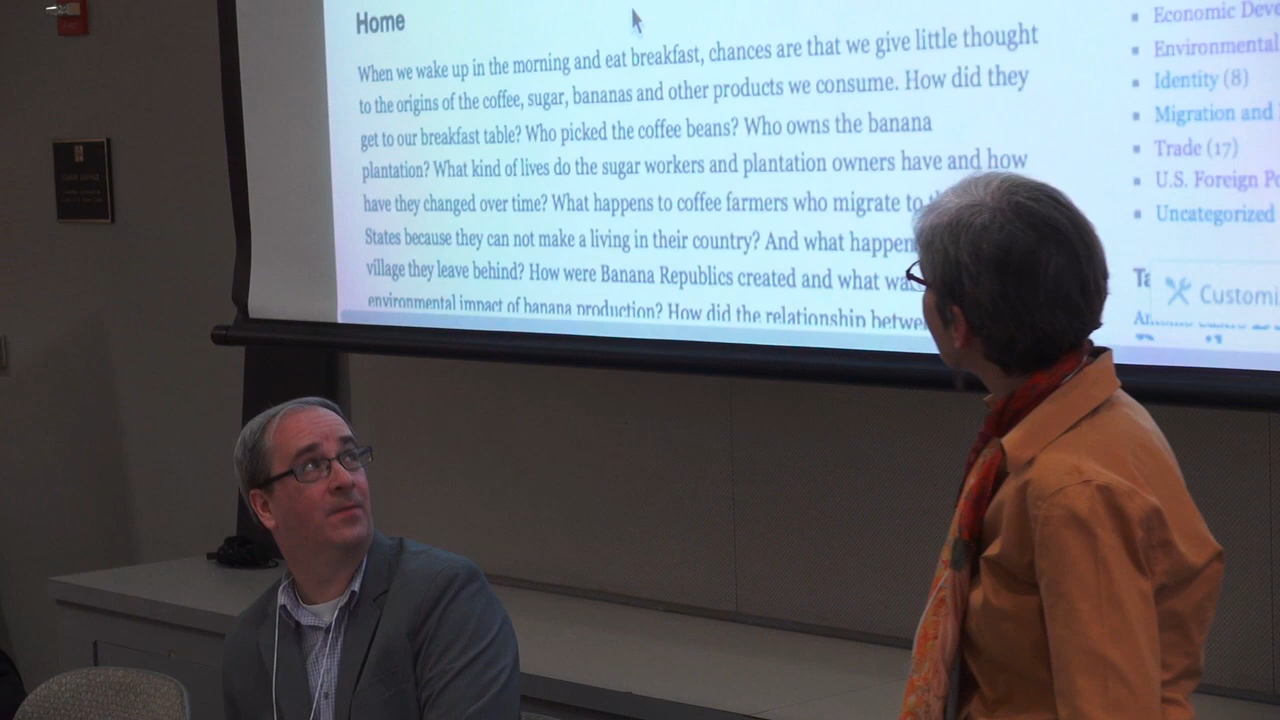 Home
When we wake up in the morning and eat breakfast, chances are that we give little thought
to the origins of the coffee, sugar, bananas and other products we consume. How did they
get to our breakfast table? Who picked the coffee beans? Who owns the banana
plantation? What kind of lives do the sugar workers and plantation owners have and how
have they changed over time? What happens to coffee farmers who migrate to
States because they can not make a living in their country? And what happen
village they leave behind? How were Banana Republics created and what wa
environmental impact of banana production? How did the relationship betwee
Economic Deve
Environmental
Identity (8)
Migration and
Trade (17)
U.S. Foreign Po
Uncategorized
Ta
Customi